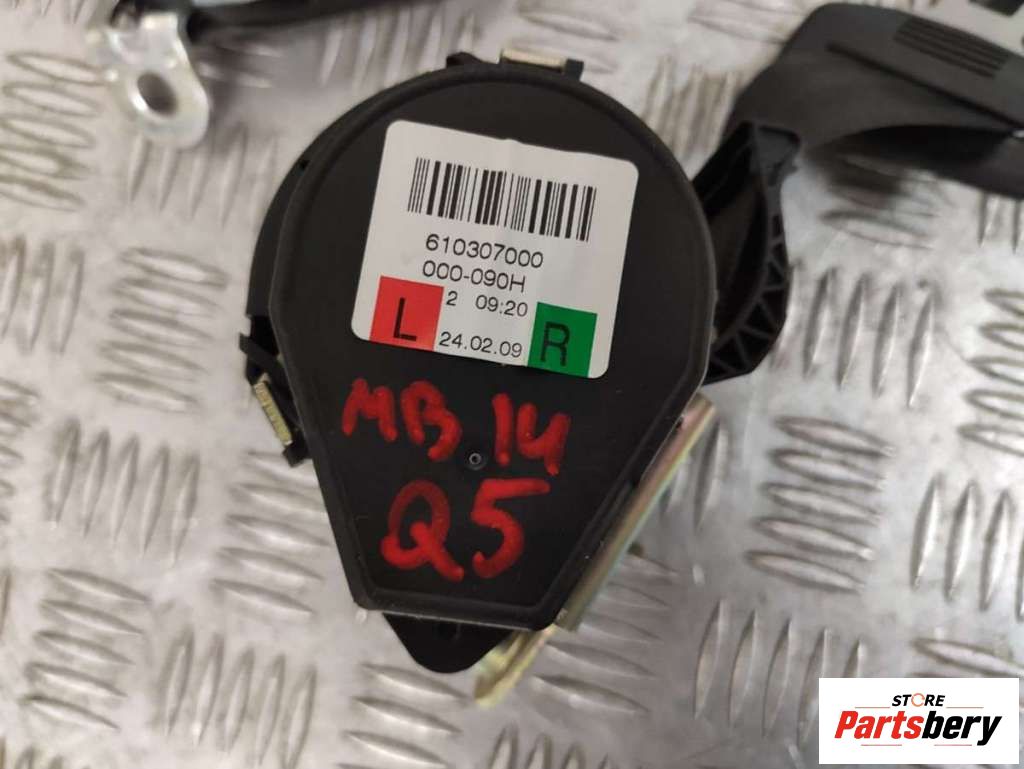 610307000
000-090H
2 09:20
L
24.02.09
R
MB 14
Q5
STORE
Partsbery